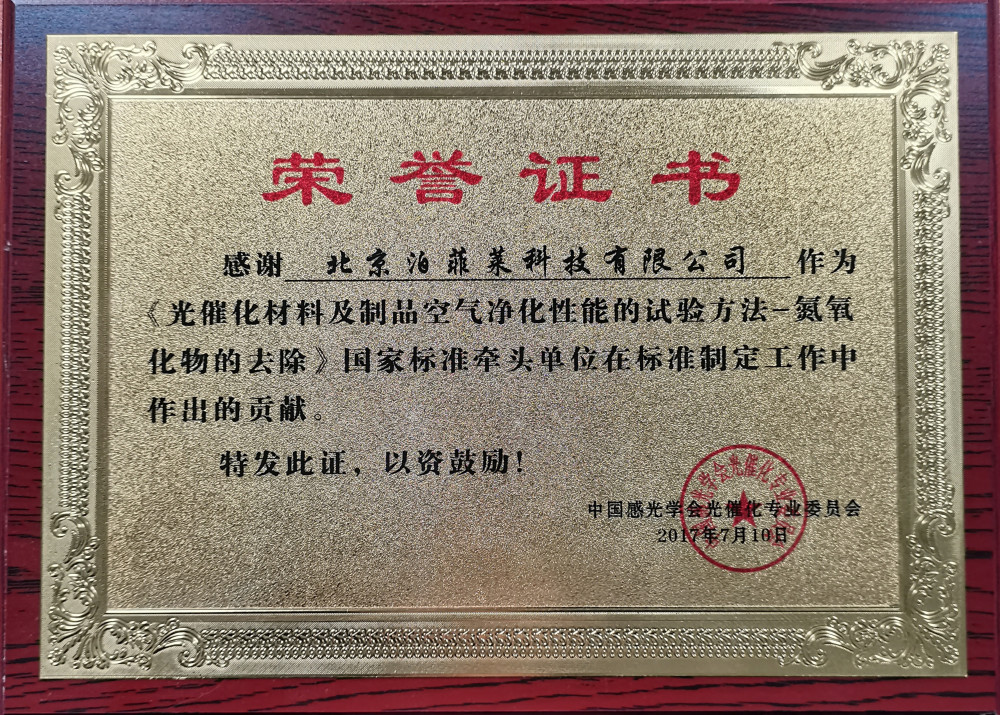 荣誉证书
感谢 北京泊菲莱科技有限公司 作为
《光催化材料及制品空气净化性能的试验方法-氮氧
化物的去除》国家标准牵头单位在标准制定工作中
作出的贡献。
特发此证，以资鼓励！
中国感光学会光催化专业委员会
2017年7月10日